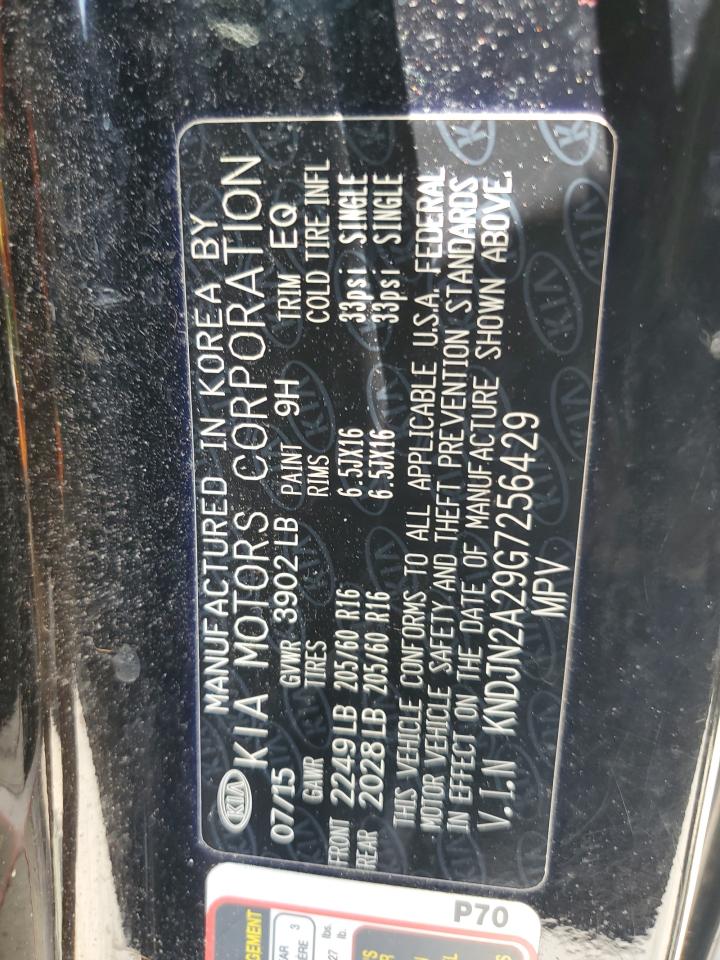 KIA
MANUFACTURED IN KOREA BY
KIA MOTORS CORPORATION
07/15 GVWR 3902LB PAINT 9H TRIM EQ
GAWR TIRES RIMS COLD TIRE INFL
FRONT 2249LB 205/60 R16 6.5JX16 33psi SINGLE
REAR 2028LB 205/60 R16 6.5JX16 33psi SINGLE
THIS VEHICLE CONFORMS TO ALL APPLICABLE U.S.A. FEDERAL
MOTOR VEHICLE SAFETY AND THEFT PREVENTION STANDARDS
IN EFFECT ON THE DATE OF MANUFACTURE SHOWN ABOVE.
V.I.N KNDJN2A29G7256429
MPV
P70